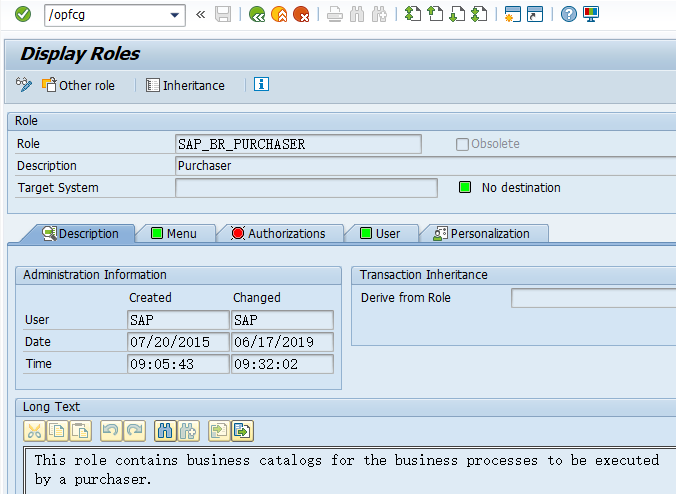 /opfcg
Display Roles
Other role Inheritance
Role
Role SAP_BR_PURCHASER Obsolete
Description Purchaser
Target System No destination
Description Menu Authorizations User Personalization
Administration Information Transaction Inheritance
Created Changed Derive from Role
User SAP SAP
Date 07/20/2015 06/17/2019
Time 09:05:43 09:32:02
Long Text
This role contains business catalogs for the business processes to be executed
by a purchaser.